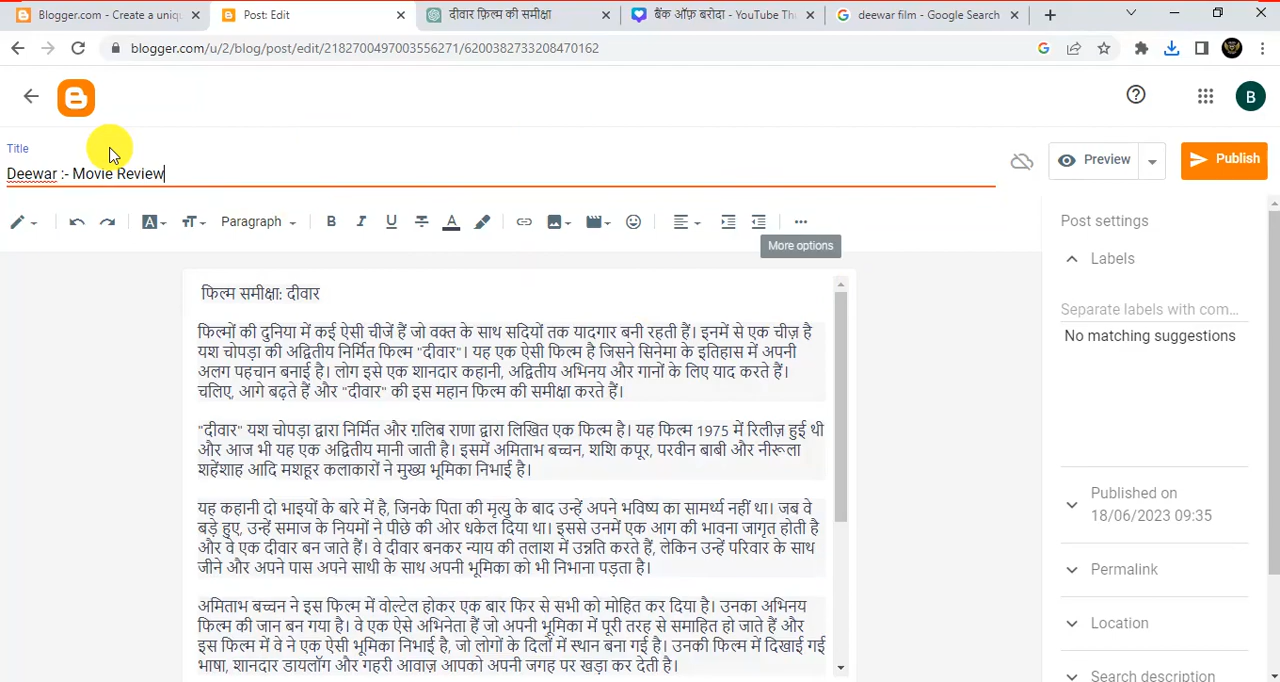 Blogger.com - Create a uniqu
Post: Edit
दीवार फ़िल्म की समीक्षा
बैंक ऑफ़ बरोदा - YouTube Th
deewar film - Google Search
blogger.com/u/2/blog/post/edit/2182700497003556271/6200382733208470162
B
Title
Deewar :- Movie Review
Preview
Publish
Paragraph
B
I
U
A
More options
Post settings
Labels
Separate labels with com...
No matching suggestions
Published on
18/06/2023 09:35
Permalink
Location
Search description
फिल्म समीक्षा: दीवार
फिल्मों की दुनिया में कई ऐसी चीजें हैं जो वक्त के साथ सदियों तक यादगार बनी रहती हैं। इनमें से एक चीज़ है
यश चोपड़ा की अद्वितीय निर्मित फिल्म "दीवार"। यह एक ऐसी फिल्म है जिसने सिनेमा के इतिहास में अपनी
अलग पहचान बनाई है। लोग इसे एक शानदार कहानी, अद्वितीय अभिनय और गानों के लिए याद करते हैं।
चलिए, आगे बढ़ते हैं और "दीवार" की इस महान फिल्म की समीक्षा करते हैं।
"दीवार" यश चोपड़ा द्वारा निर्मित और ग़लिब राणा द्वारा लिखित एक फिल्म है। यह फिल्म 1975 में रिलीज़ हुई थी
और आज भी यह एक अद्वितीय मानी जाती है। इसमें अमिताभ बच्चन, शशि कपूर, परवीन बाबी और नीरूला
शहेंशाह आदि मशहूर कलाकारों ने मुख्य भूमिका निभाई है।
यह कहानी दो भाइयों के बारे में है, जिनके पिता की मृत्यु के बाद उन्हें अपने भविष्य का सामर्थ्य नहीं था। जब वे
बड़े हुए, उन्हें समाज के नियमों ने पीछे की ओर धकेल दिया था। इससे उनमें एक आग की भावना जागृत होती है
और वे एक दीवार बन जाते हैं। वे दीवार बनकर न्याय की तलाश में उन्नति करते हैं, लेकिन उन्हें परिवार के साथ
जीने और अपने पास अपने साथी के साथ अपनी भूमिका को भी निभाना पड़ता है।
अमिताभ बच्चन ने इस फिल्म में वोल्टेल होकर एक बार फिर से सभी को मोहित कर दिया है। उनका अभिनय
फिल्म की जान बन गया है। वे एक ऐसे अभिनेता हैं जो अपनी भूमिका में पूरी तरह से समाहित हो जाते हैं और
इस फिल्म में वे ने एक ऐसी भूमिका निभाई है, जो लोगों के दिलों में स्थान बना गई है। उनकी फिल्म में दिखाई गई
भाषा, शानदार डायलॉग और गहरी आवाज़ आपको अपनी जगह पर खड़ा कर देती है।